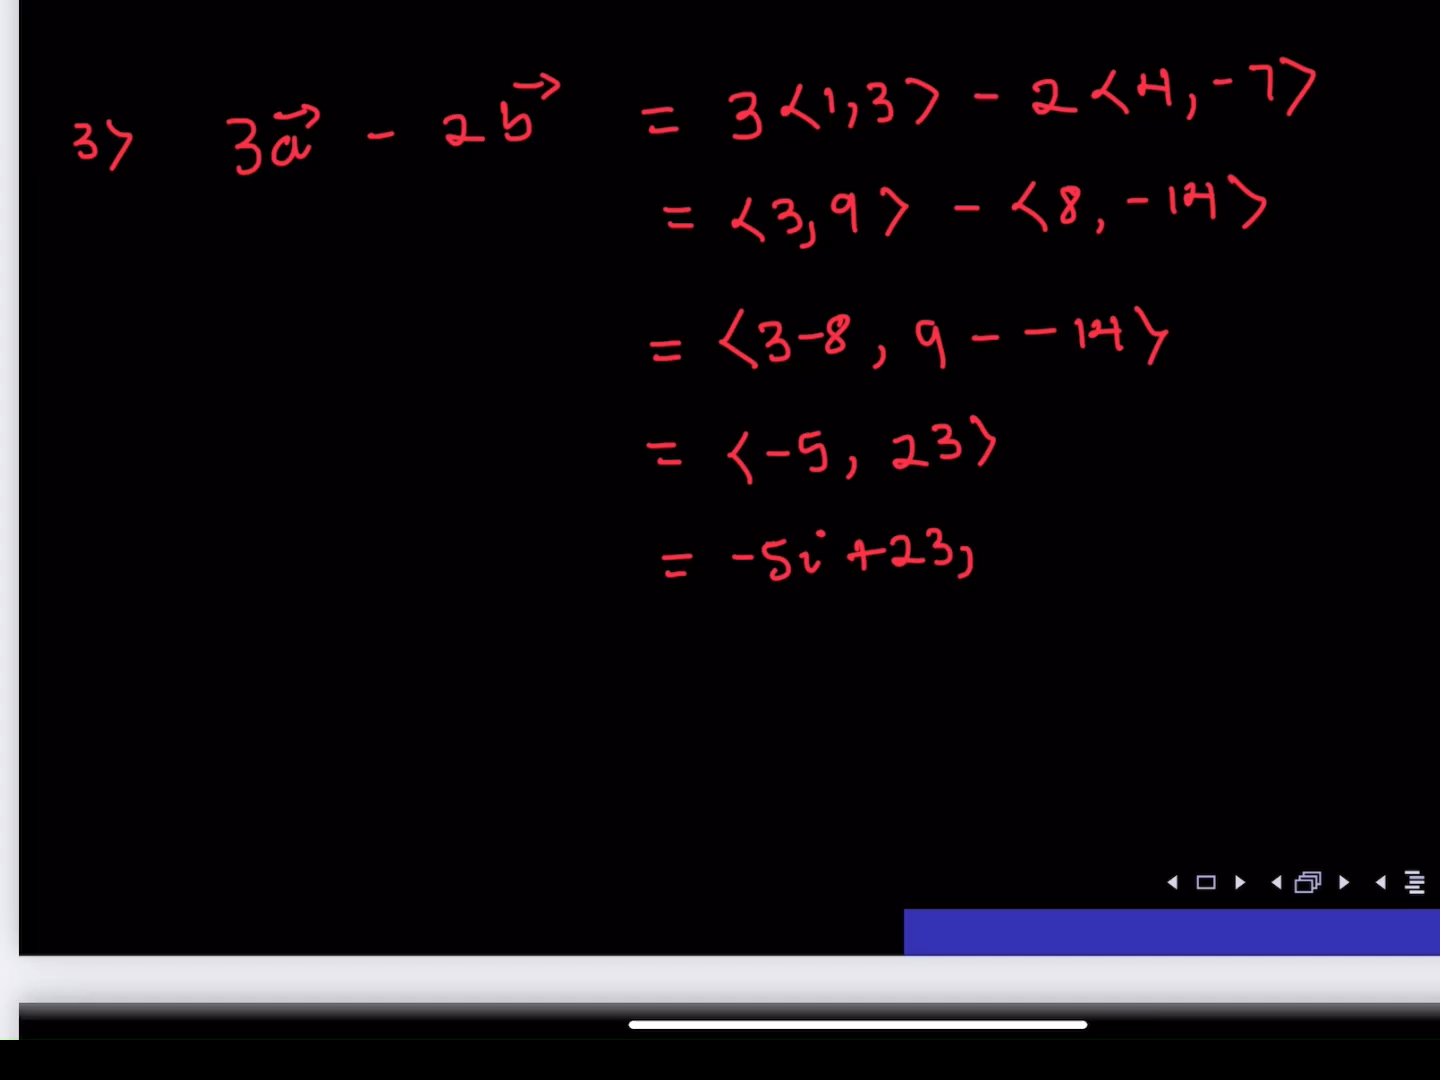 3) 3a⃗ - 2b⃗ = 3<1,3> - 2<4,-7>
= <3,9> - <8,-14>
= <3-8, 9 - -14>
= <-5, 23>
= -5i +23j